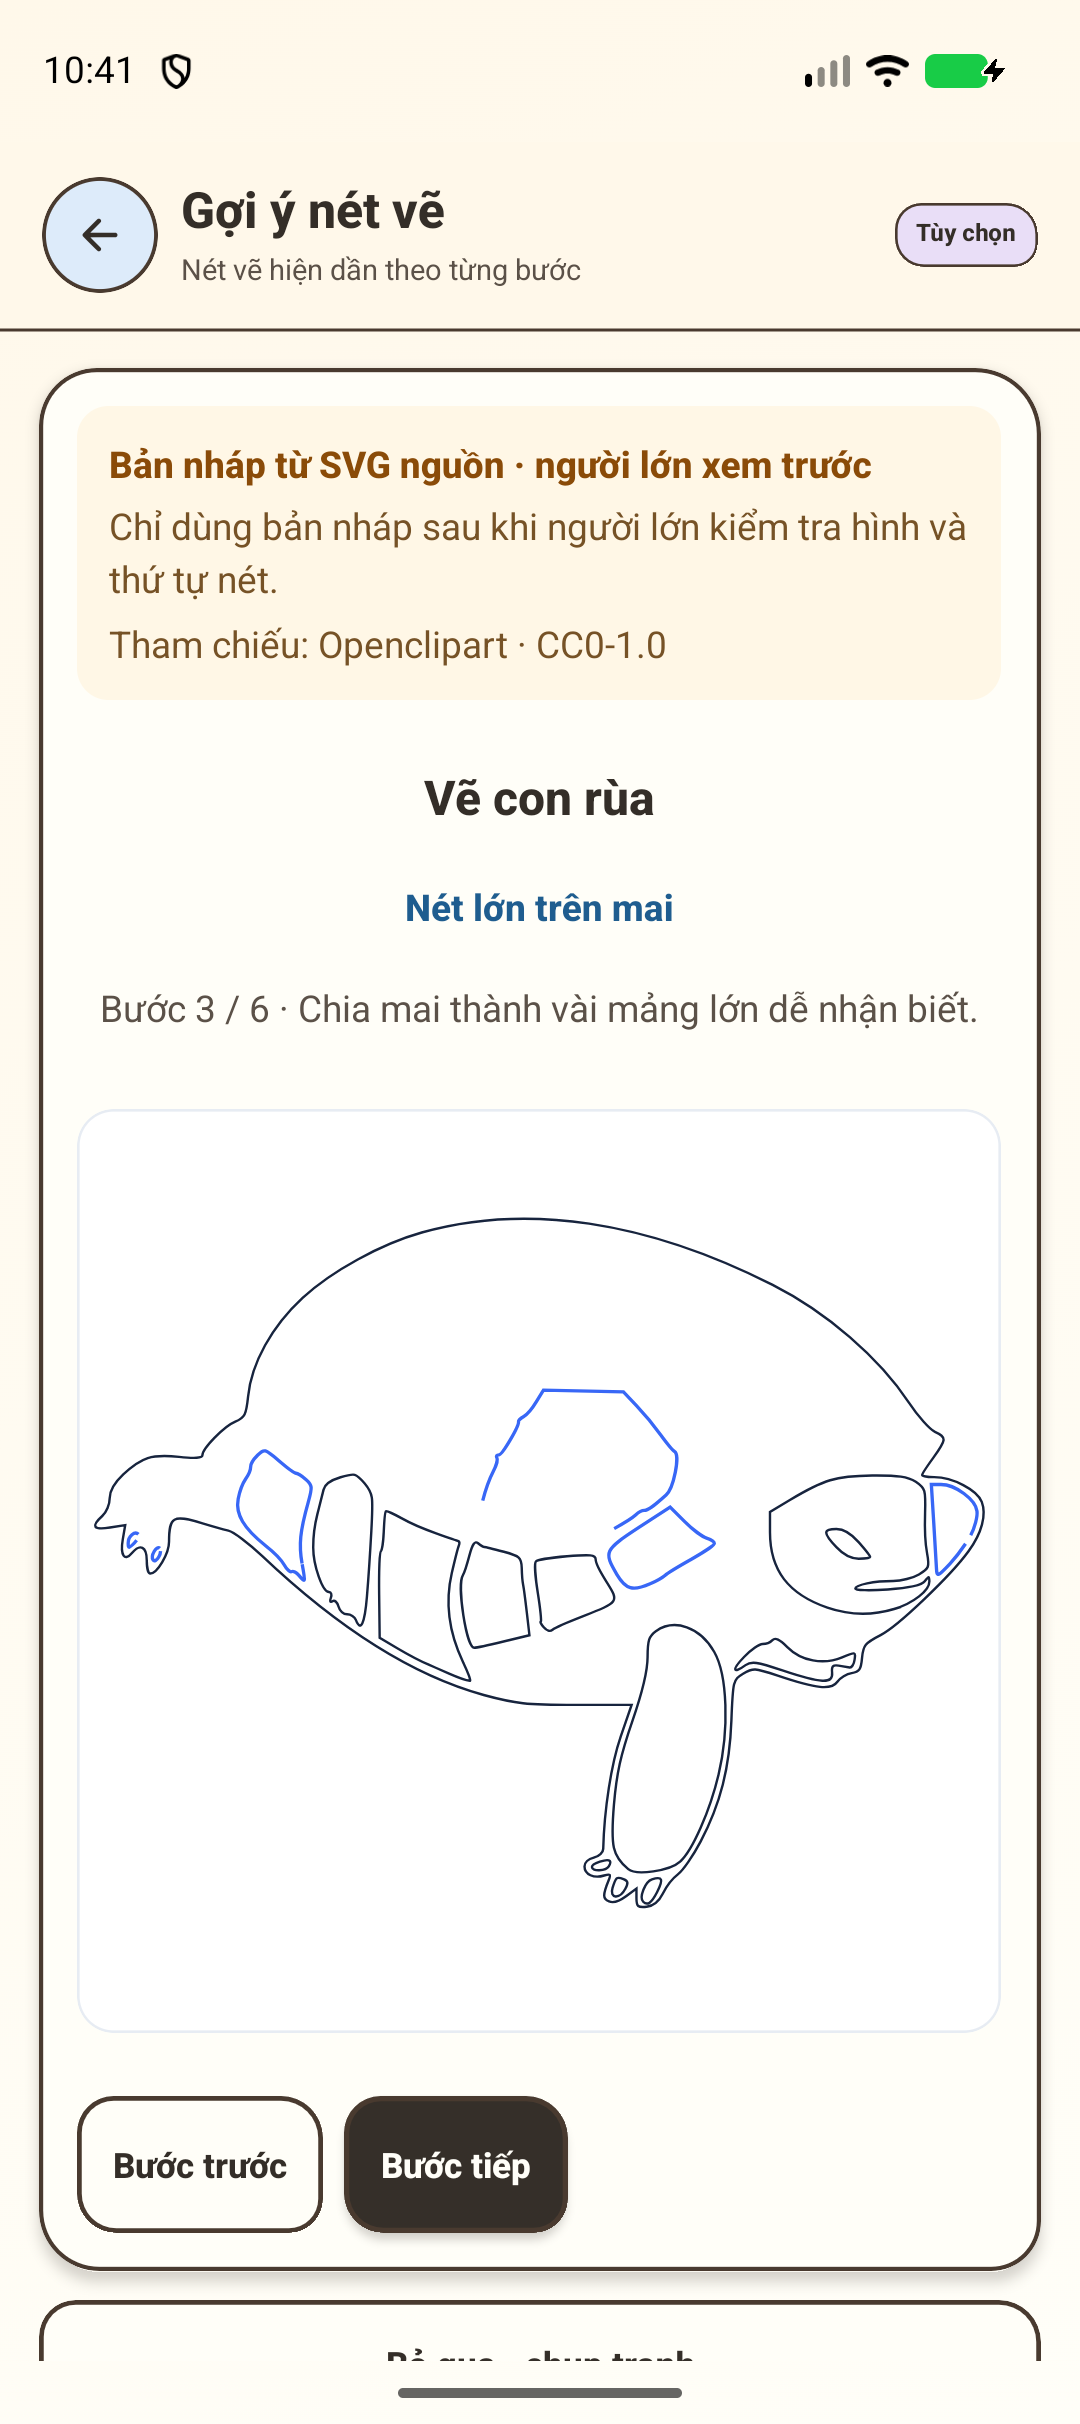 10:41
Gợi ý nét vẽ
Nét vẽ hiện dần theo từng bước
Tùy chọn
Bản nháp từ SVG nguồn · người lớn xem trước
Chỉ dùng bản nháp sau khi người lớn kiểm tra hình và
thứ tự nét.
Tham chiếu: Openclipart · CC0-1.0
Vẽ con rùa
Nét lớn trên mai
Bước 3 / 6 · Chia mai thành vài mảng lớn dễ nhận biết.
Bước trước
Bước tiếp